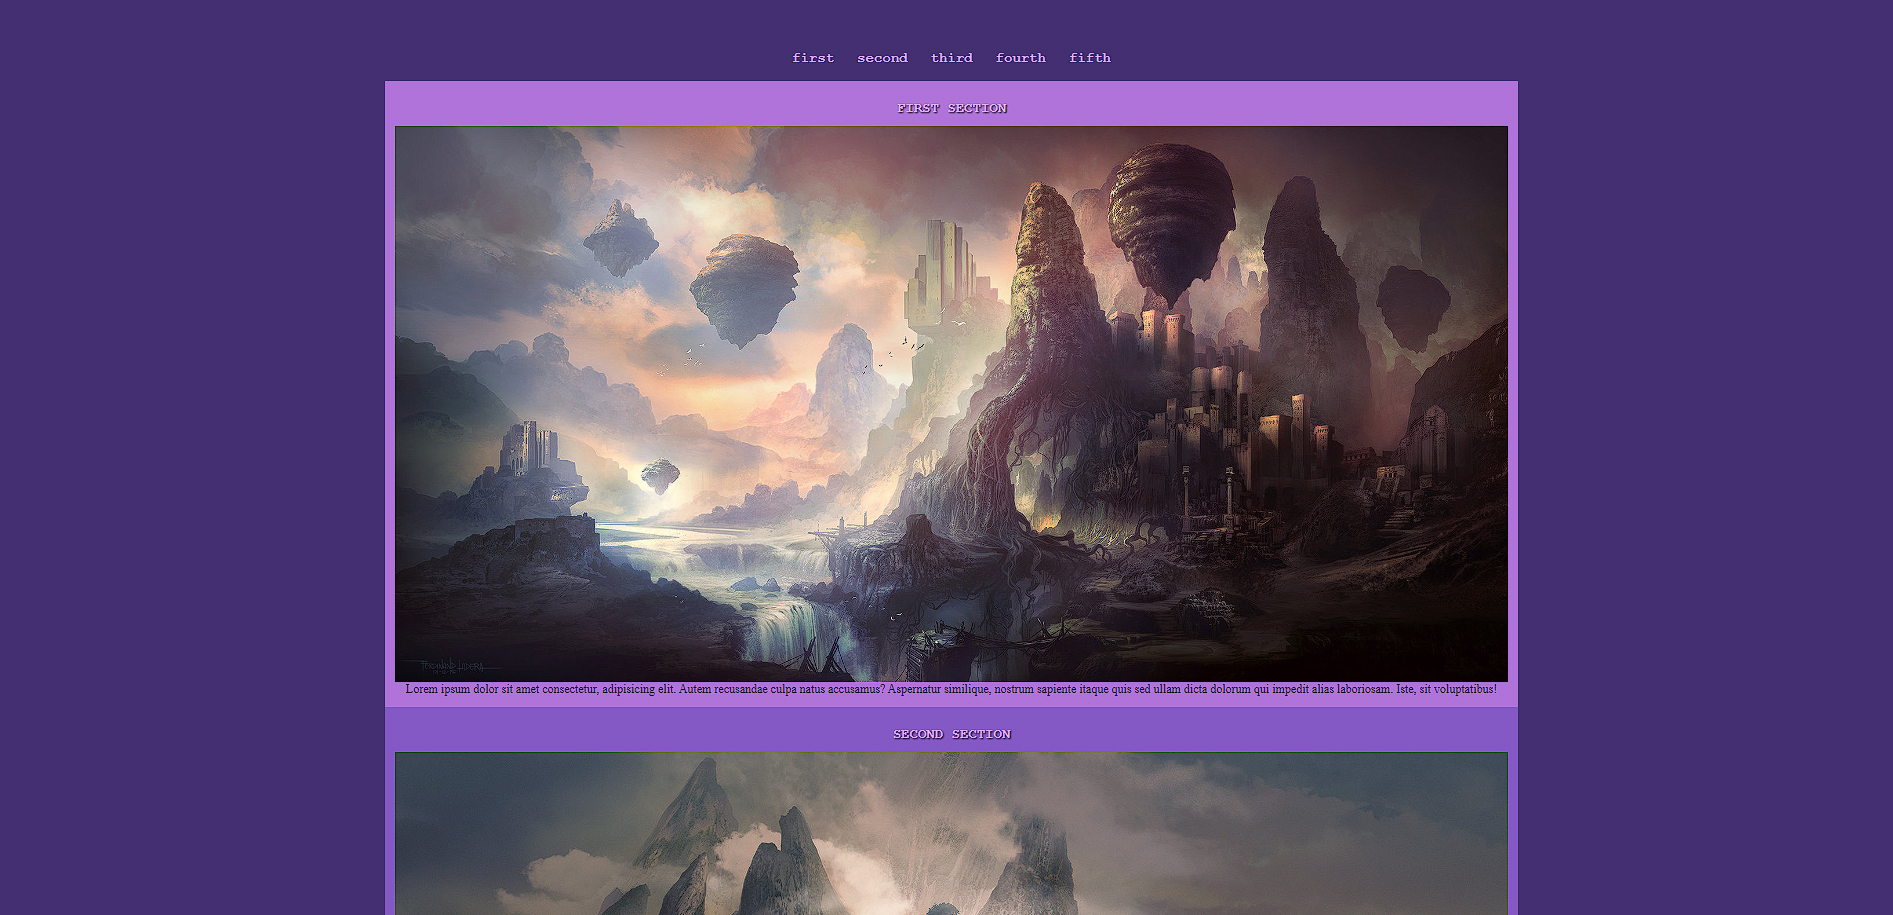 first second third fourth fifth
FIRST SECTION
FERDINAND LADERA
Lorem ipsum dolor sit amet consectetur, adipisicing elit. Autem recusandae culpa natus accusamus? Aspernatur similique, nostrum sapiente itaque quis sed ullam dicta dolorum qui impedit alias laboriosam. Iste, sit voluptatibus!
SECOND SECTION